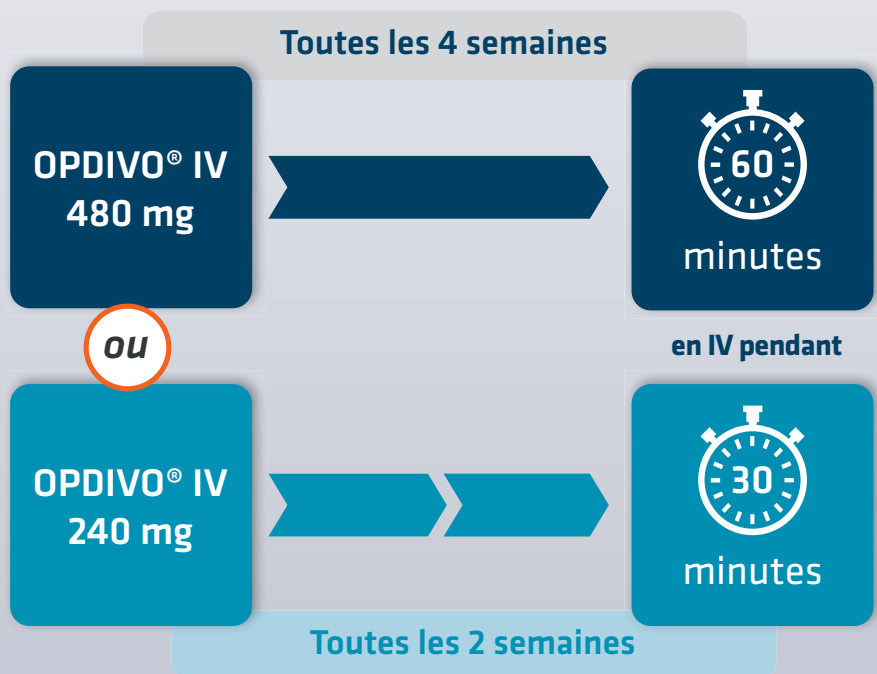 Toutes les 4 semaines
OPDIVO® IV
480 mg
60
minutes
ou
en IV pendant
OPDIVO® IV
240 mg
30
minutes
Toutes les 2 semaines